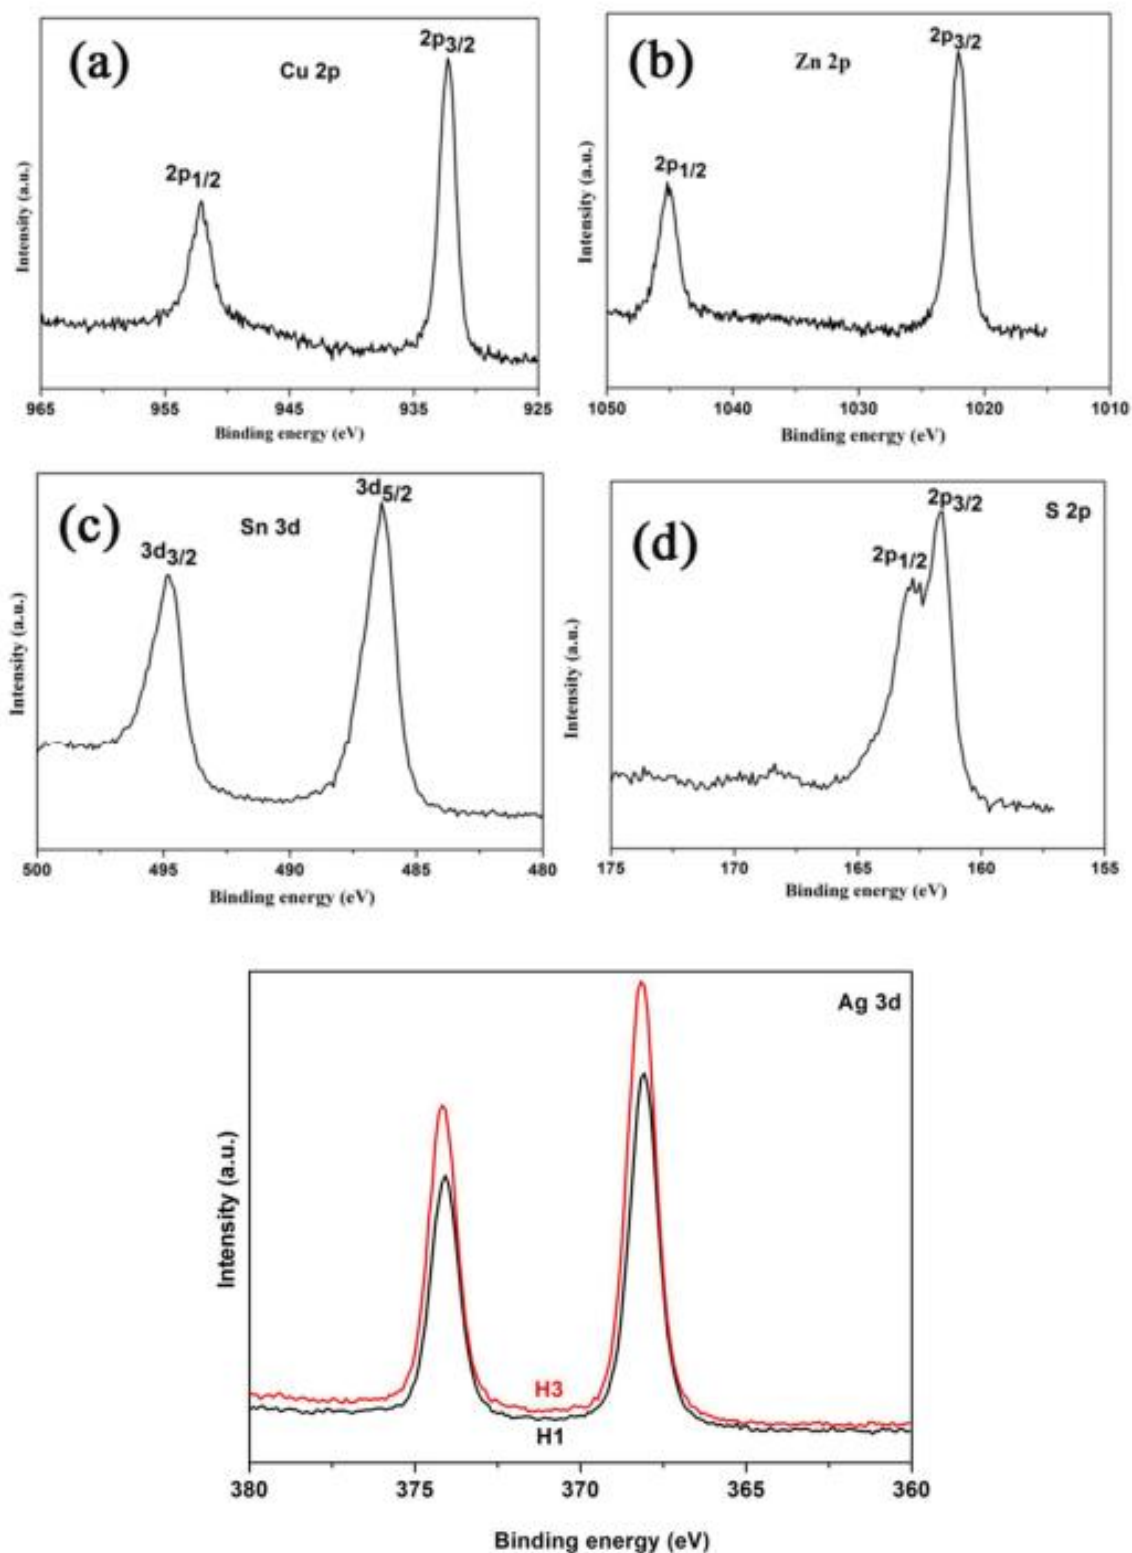 (a)
Cu 2p
2p3/2
2p1/2
Intensity (a.u.)
965
955
945
935
925
Binding energy (eV)
(b)
Zn 2p
2p3/2
2p1/2
Intensity (a.u.)
1050
1040
1030
1020
1010
Binding energy (eV)
(c)
Sn 3d
3d5/2
3d3/2
Intensity (a.u.)
500
495
490
485
480
Binding energy (eV)
(d)
S 2p
2p3/2
2p1/2
Intensity (a.u.)
175
170
165
160
155
Binding energy (eV)
Ag 3d
H3
H1
Intensity (a.u.)
380
375
370
365
360
Binding energy (eV)